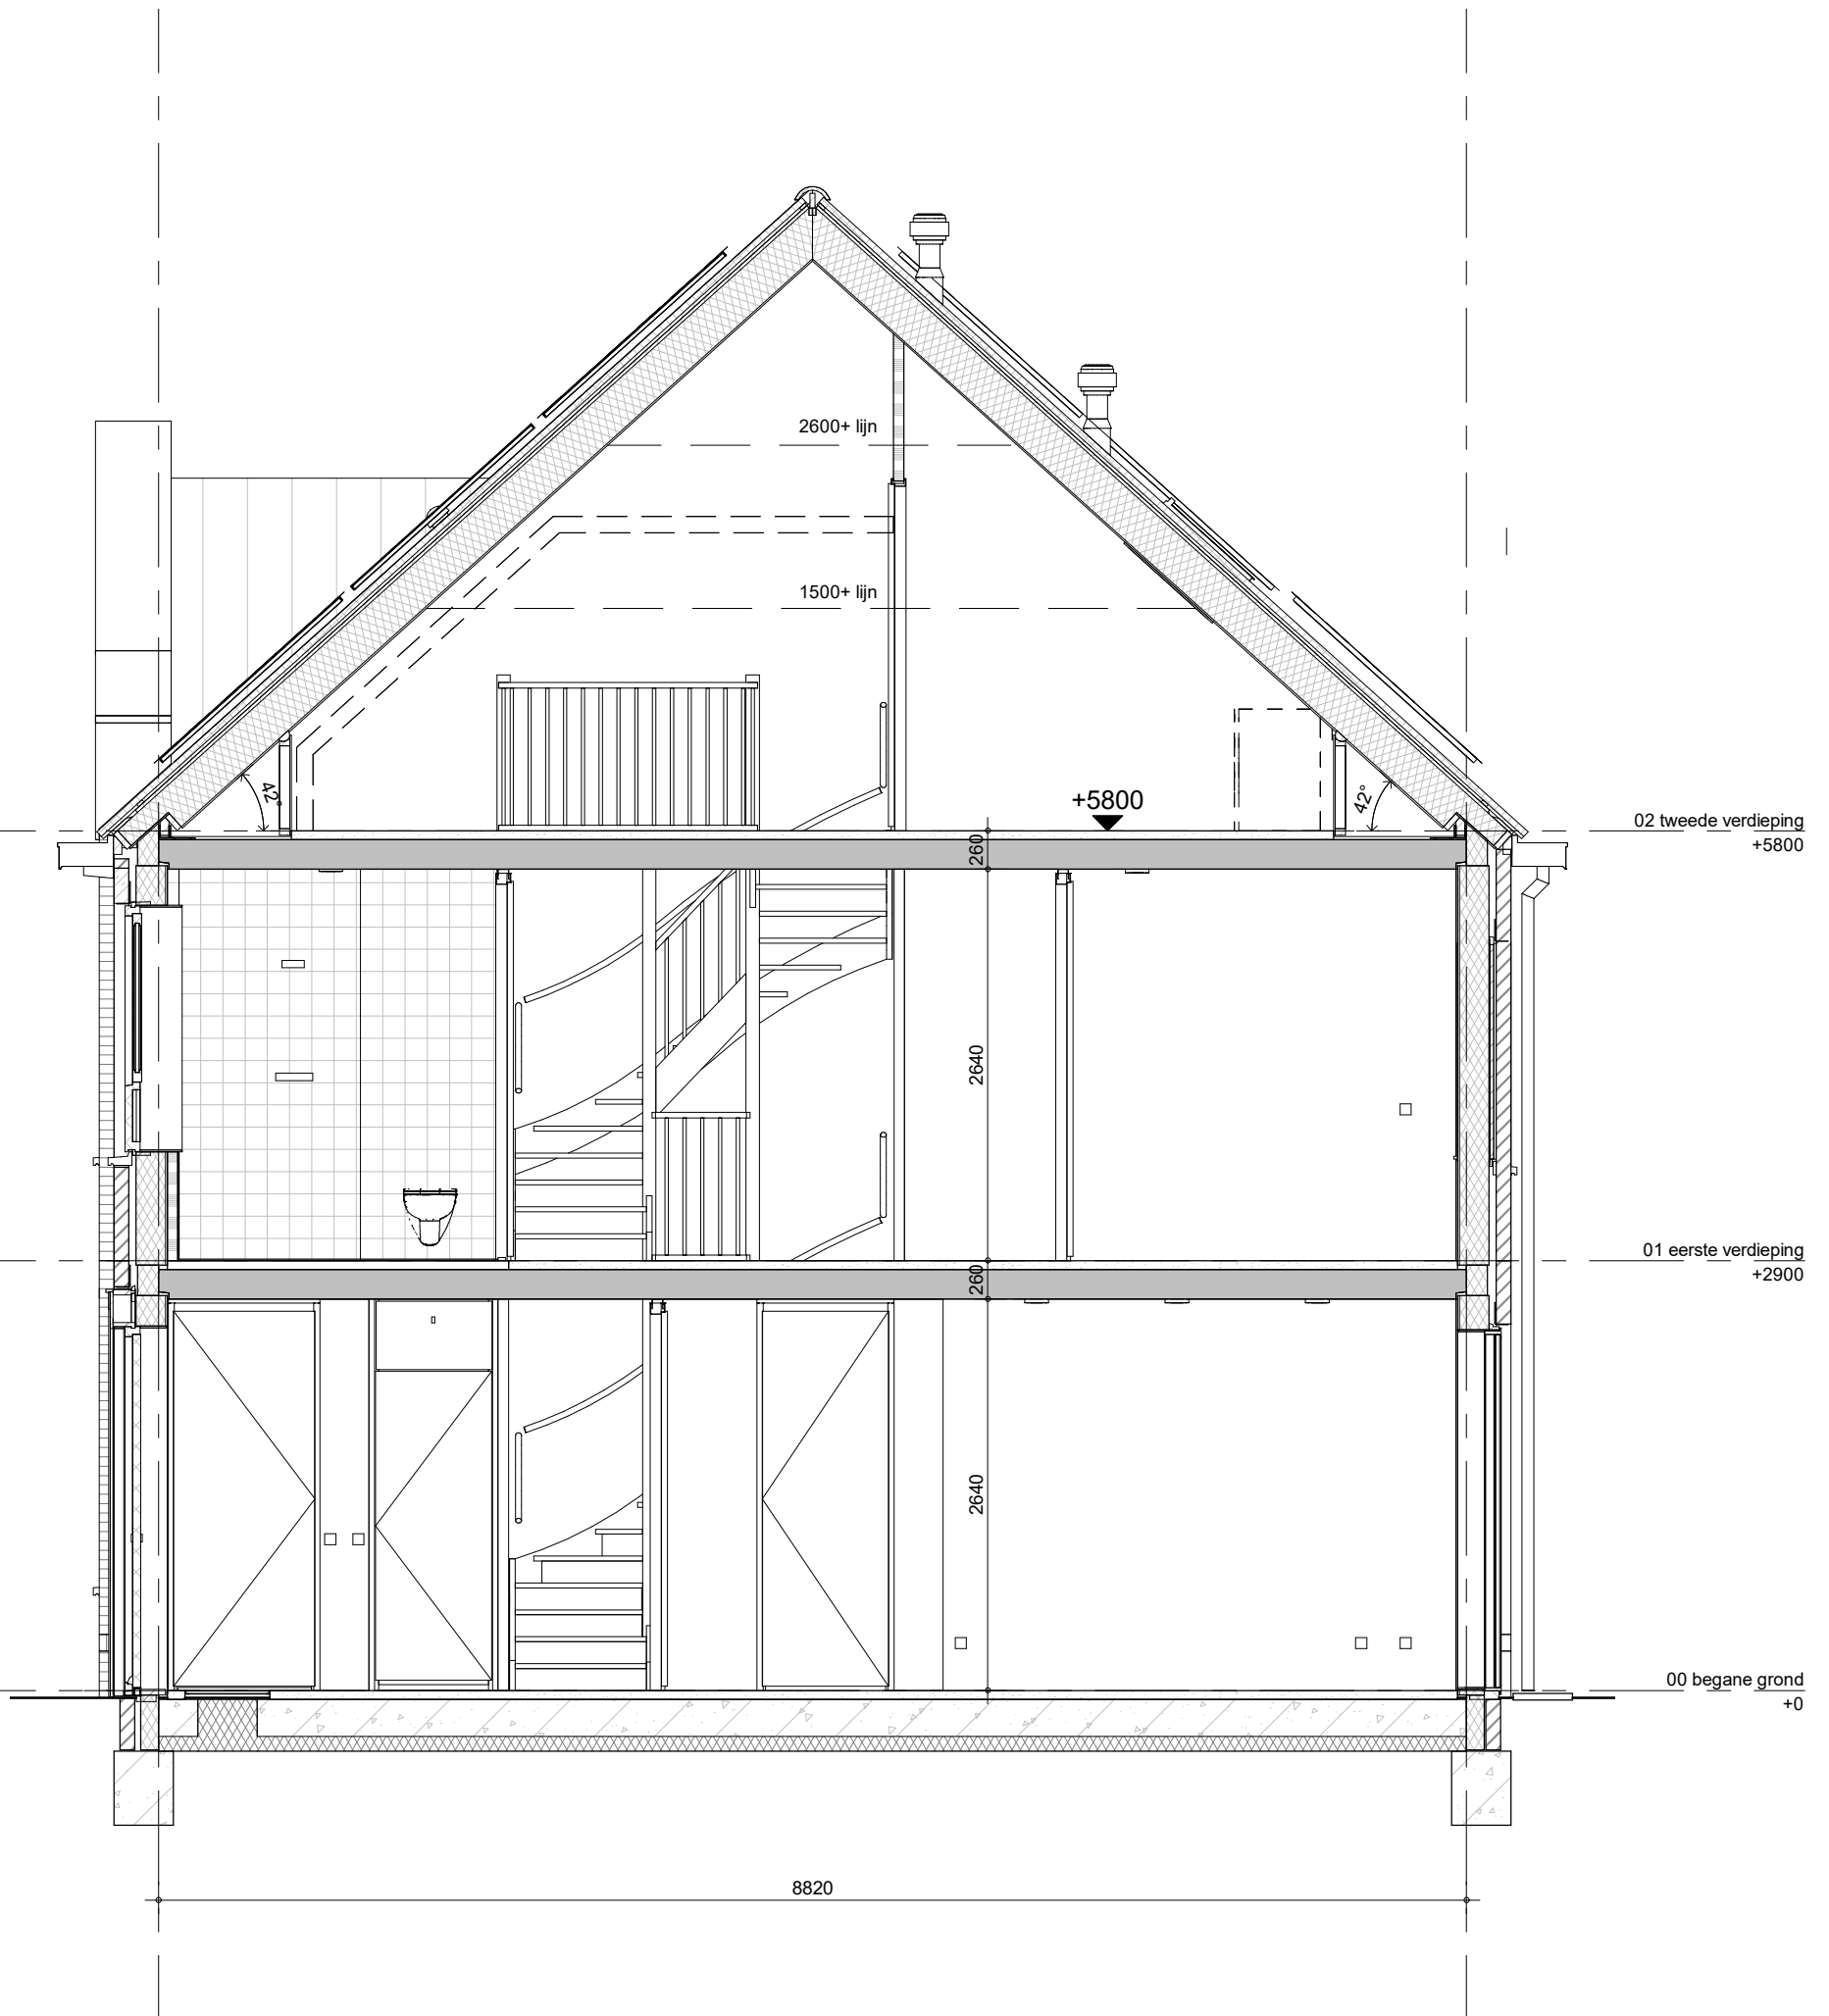 2600+ lijn
1500+ lijn
42°
42°
+5800
260
02 tweede verdieping
+5800
2640
01 eerste verdieping
+2900
260
2640
00 begane grond
+0
8820